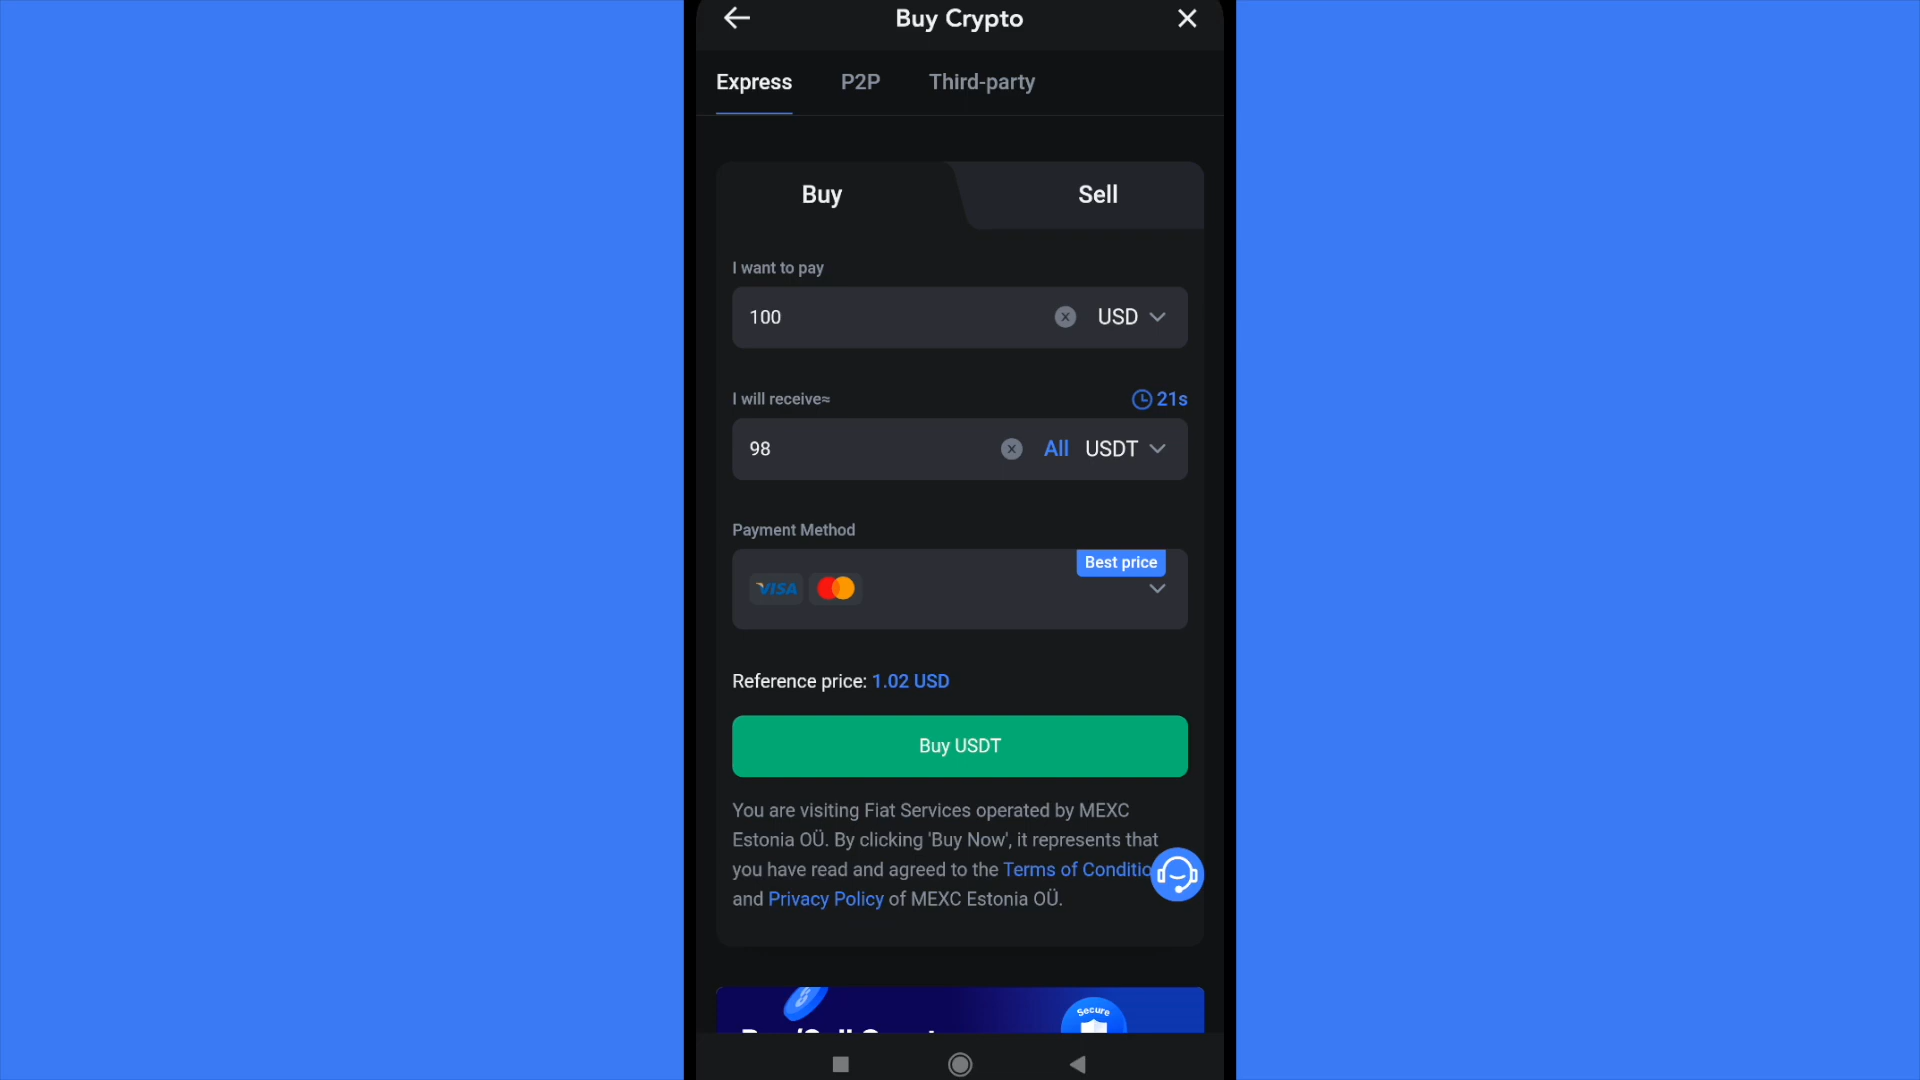 Buy Crypto
Express P2P Third-party
Buy Sell
I want to pay
100 USD
I will receive≈ 21s
98 All USDT
Payment Method
Best price
VISA
Reference price: 1.02 USD
Buy USDT
You are visiting Fiat Services operated by MEXC
Estonia OÜ. By clicking 'Buy Now', it represents that
you have read and agreed to the Terms of Conditio
and Privacy Policy of MEXC Estonia OÜ.
Secure